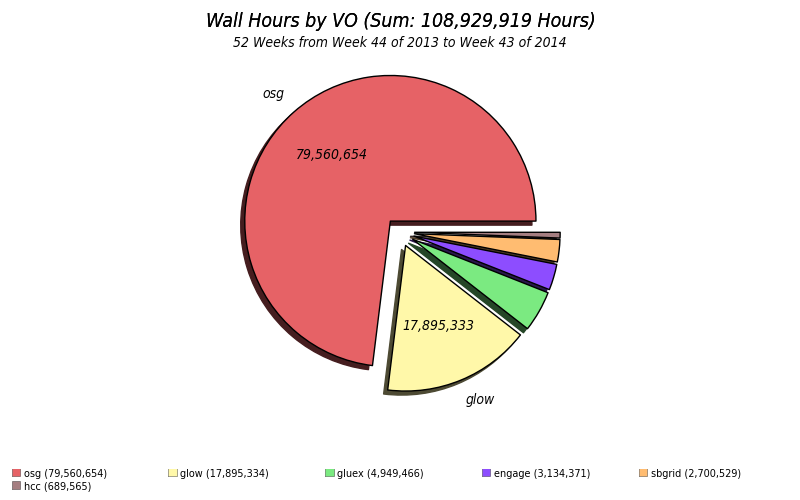 Wall Hours by VO (Sum: 108,929,919 Hours)
52 Weeks from Week 44 of 2013 to Week 43 of 2014
osg
79,560,654
17,895,333
glow
osg (79,560,654)
glow (17,895,334)
gluex (4,949,466)
engage (3,134,371)
sbgrid (2,700,529)
hcc (689,565)